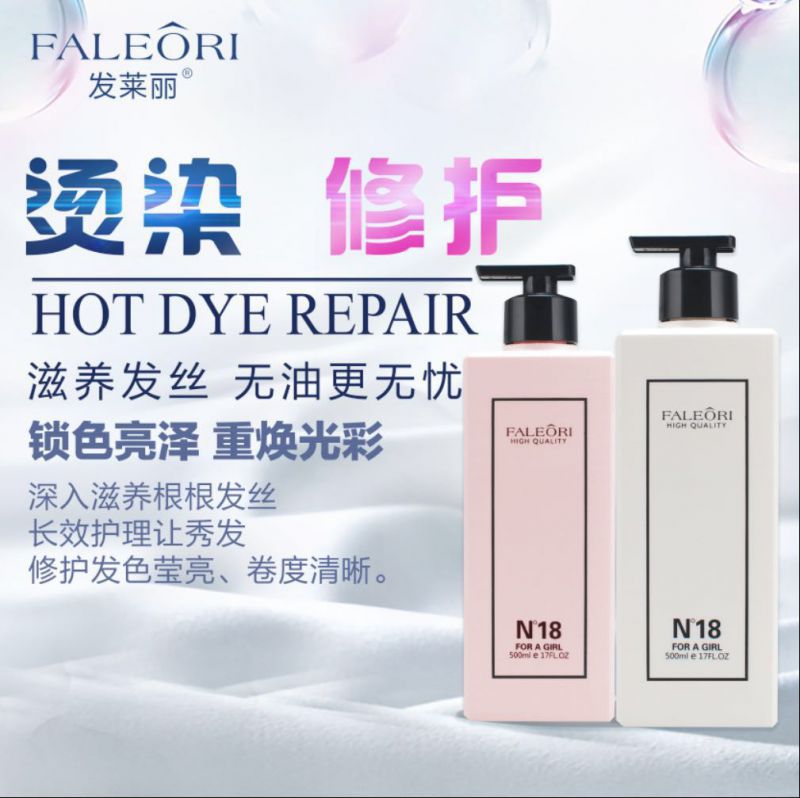 FALEÔRI
发莱丽®
烫染 修护
HOT DYE REPAIR
滋养发丝 无油更无忧
锁色亮泽 重焕光彩
深入滋养根根发丝
长效护理让秀发
修护发色莹亮、卷度清晰。
FALEÔRI
HIGH QUALITY
N°18
FOR A GIRL
500ml e 17FL.OZ
FALEÔRI
HIGH QUALITY
N°18
FOR A GIRL
500ml e 17FL.OZ